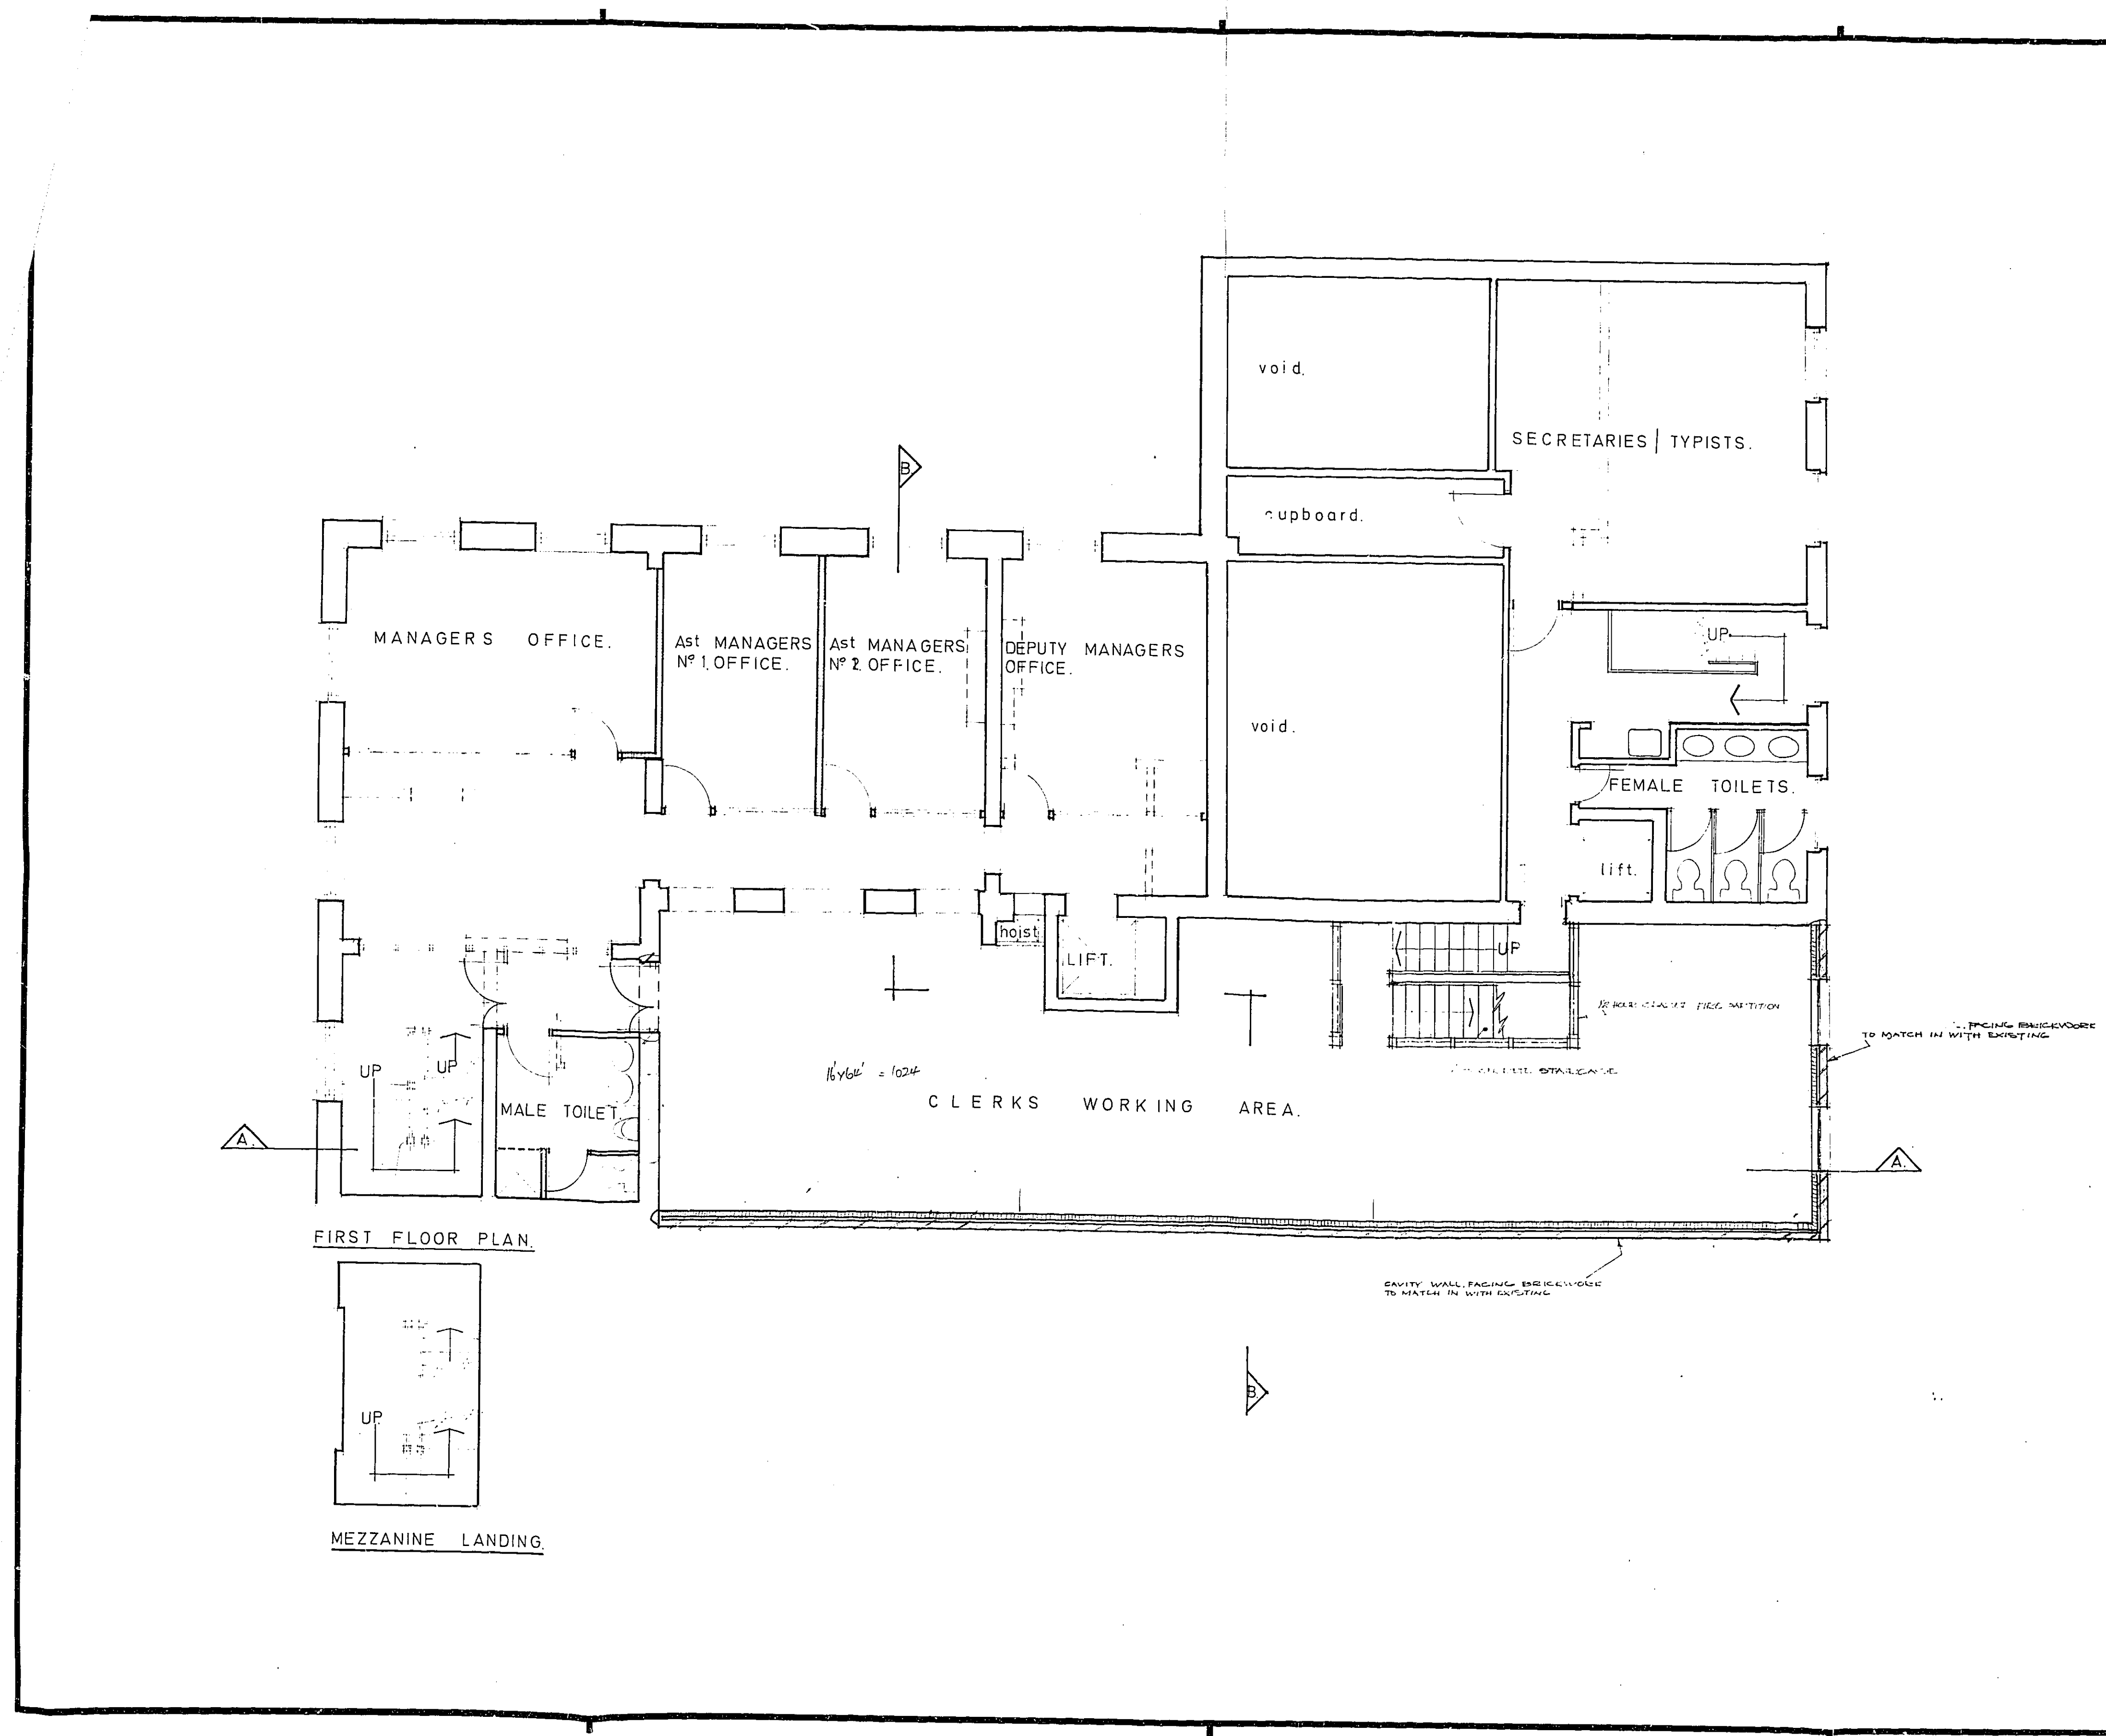 void.
SECRETARIES / TYPISTS.
B.
cupboard.
MANAGERS OFFICE.
Ast MANAGERS
Nº 1. OFFICE.
Ast MANAGERS
Nº 2. OFFICE.
DEPUTY MANAGERS
OFFICE.
UP
void.
FEMALE TOILETS.
lift.
hoist
LIFT.
UP
FIRE PARTITION
FACING BRICKWORK
TO MATCH IN WITH EXISTING
UP
UP
16'x64' = 1024
STAIRCASE
CLERKS WORKING AREA.
MALE TOILET.
A.
A.
FIRST FLOOR PLAN.
CAVITY WALL, FACING BRICKWORK
TO MATCH IN WITH EXISTING
B.
UP
MEZZANINE LANDING.